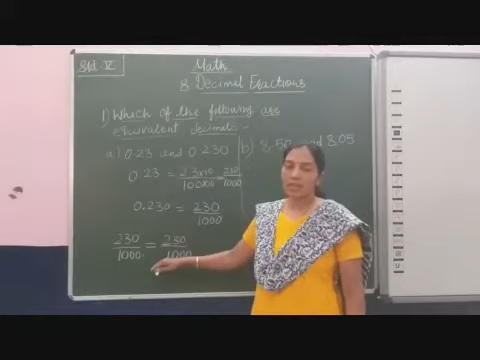 Std. V
Math
8 Decimal Fractions
1) Which of the following are
equivalent decimals :-
a) 0.23 and 0.230
b) 8.50 and 8.05
0.23 = 23×10/100×10 = 230/1000
0.230 = 230/1000
230/1000 = 230/1000